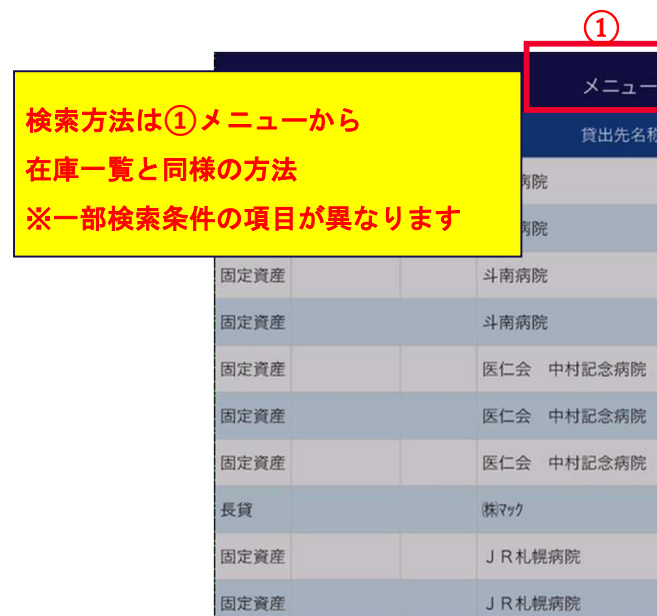 ①
メニュー
検索方法は①メニューから
在庫一覧と同様の方法
※一部検索条件の項目が異なります
貸出先名称
病院
病院
固定資産 斗南病院
固定資産 斗南病院
固定資産 医仁会 中村記念病院
固定資産 医仁会 中村記念病院
固定資産 医仁会 中村記念病院
長貸 ㈱マック
固定資産 JR札幌病院
固定資産 JR札幌病院